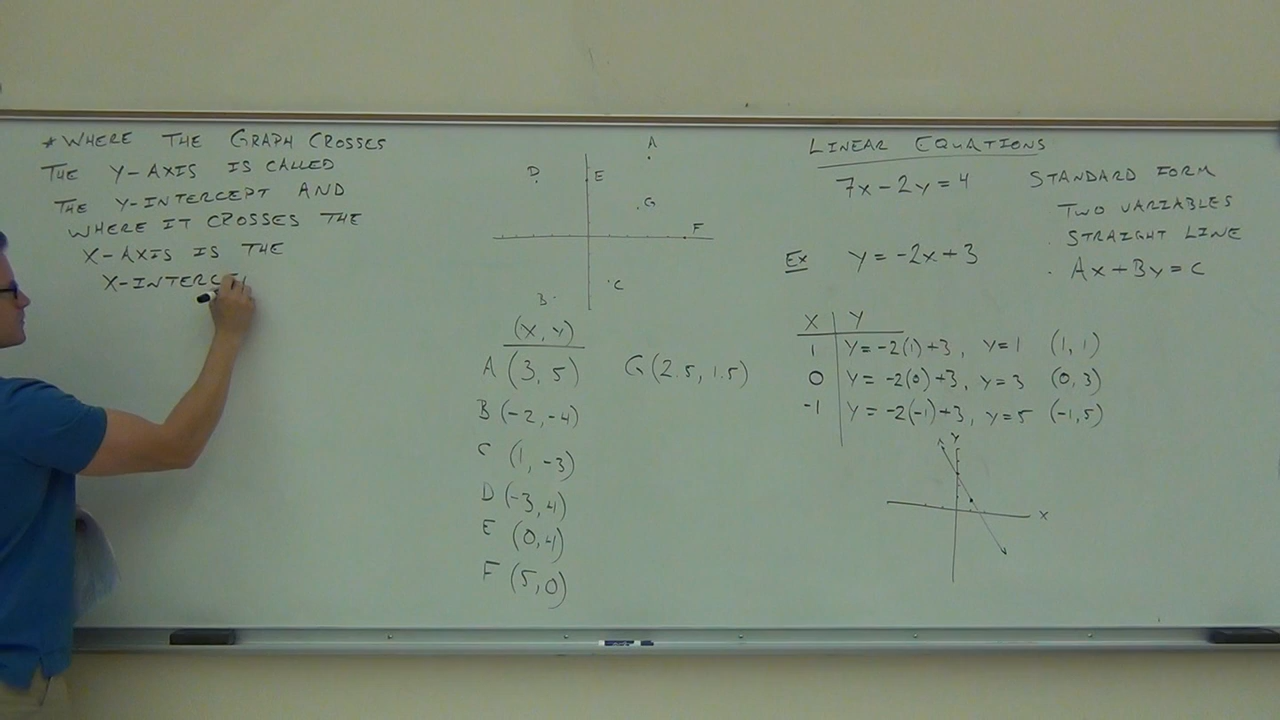 * WHERE THE GRAPH CROSSES
THE Y-AXIS IS CALLED
THE Y-INTERCEPT AND
WHERE IT CROSSES THE
X-AXIS IS THE
X-INTERCE
A
D
E
G
F
C
B
(X, Y)
A (3, 5)
G (2.5, 1.5)
B (-2, -4)
C (1, -3)
D (-3, 4)
E (0, 4)
F (5, 0)
LINEAR EQUATIONS
7x - 2y = 4
STANDARD FORM
TWO VARIABLES
· STRAIGHT LINE
· Ax + By = C
Ex y = -2x + 3
X Y
1 Y = -2(1) + 3, Y = 1 (1, 1)
0 Y = -2(0) + 3, Y = 3 (0, 3)
-1 Y = -2(-1) + 3, Y = 5 (-1, 5)
Y
X